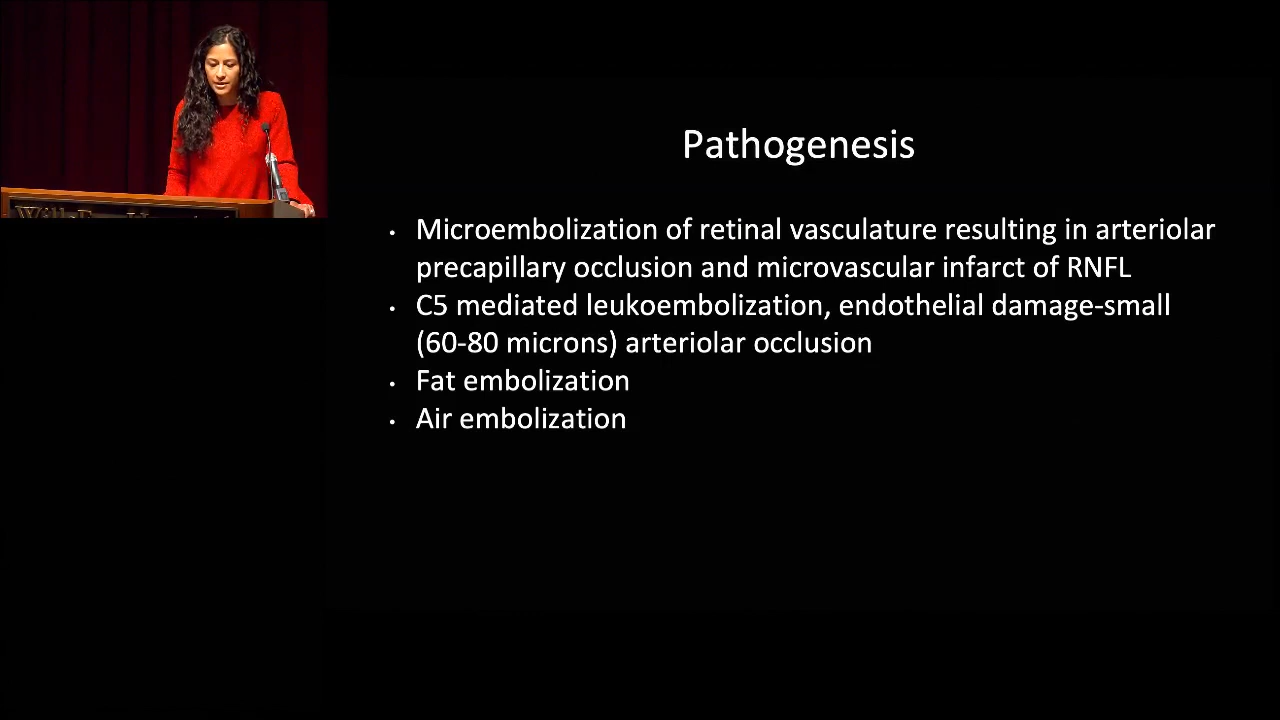 Pathogenesis
• Microembolization of retinal vasculature resulting in arteriolar
precapillary occlusion and microvascular infarct of RNFL
• C5 mediated leukoembolization, endothelial damage-small
(60-80 microns) arteriolar occlusion
• Fat embolization
• Air embolization